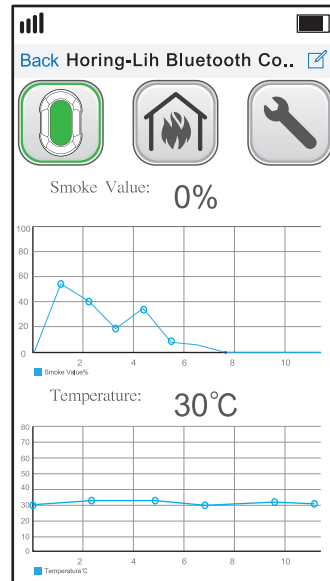 Back Horing-Lih Bluetooth Co..
Smoke Value: 0%
100
80
60
40
20
0
2 4 6 8 10
Smoke Value%
Temperature: 30℃
80
70
60
50
40
30
20
10
0
2 4 6 8 10
Temperature℃